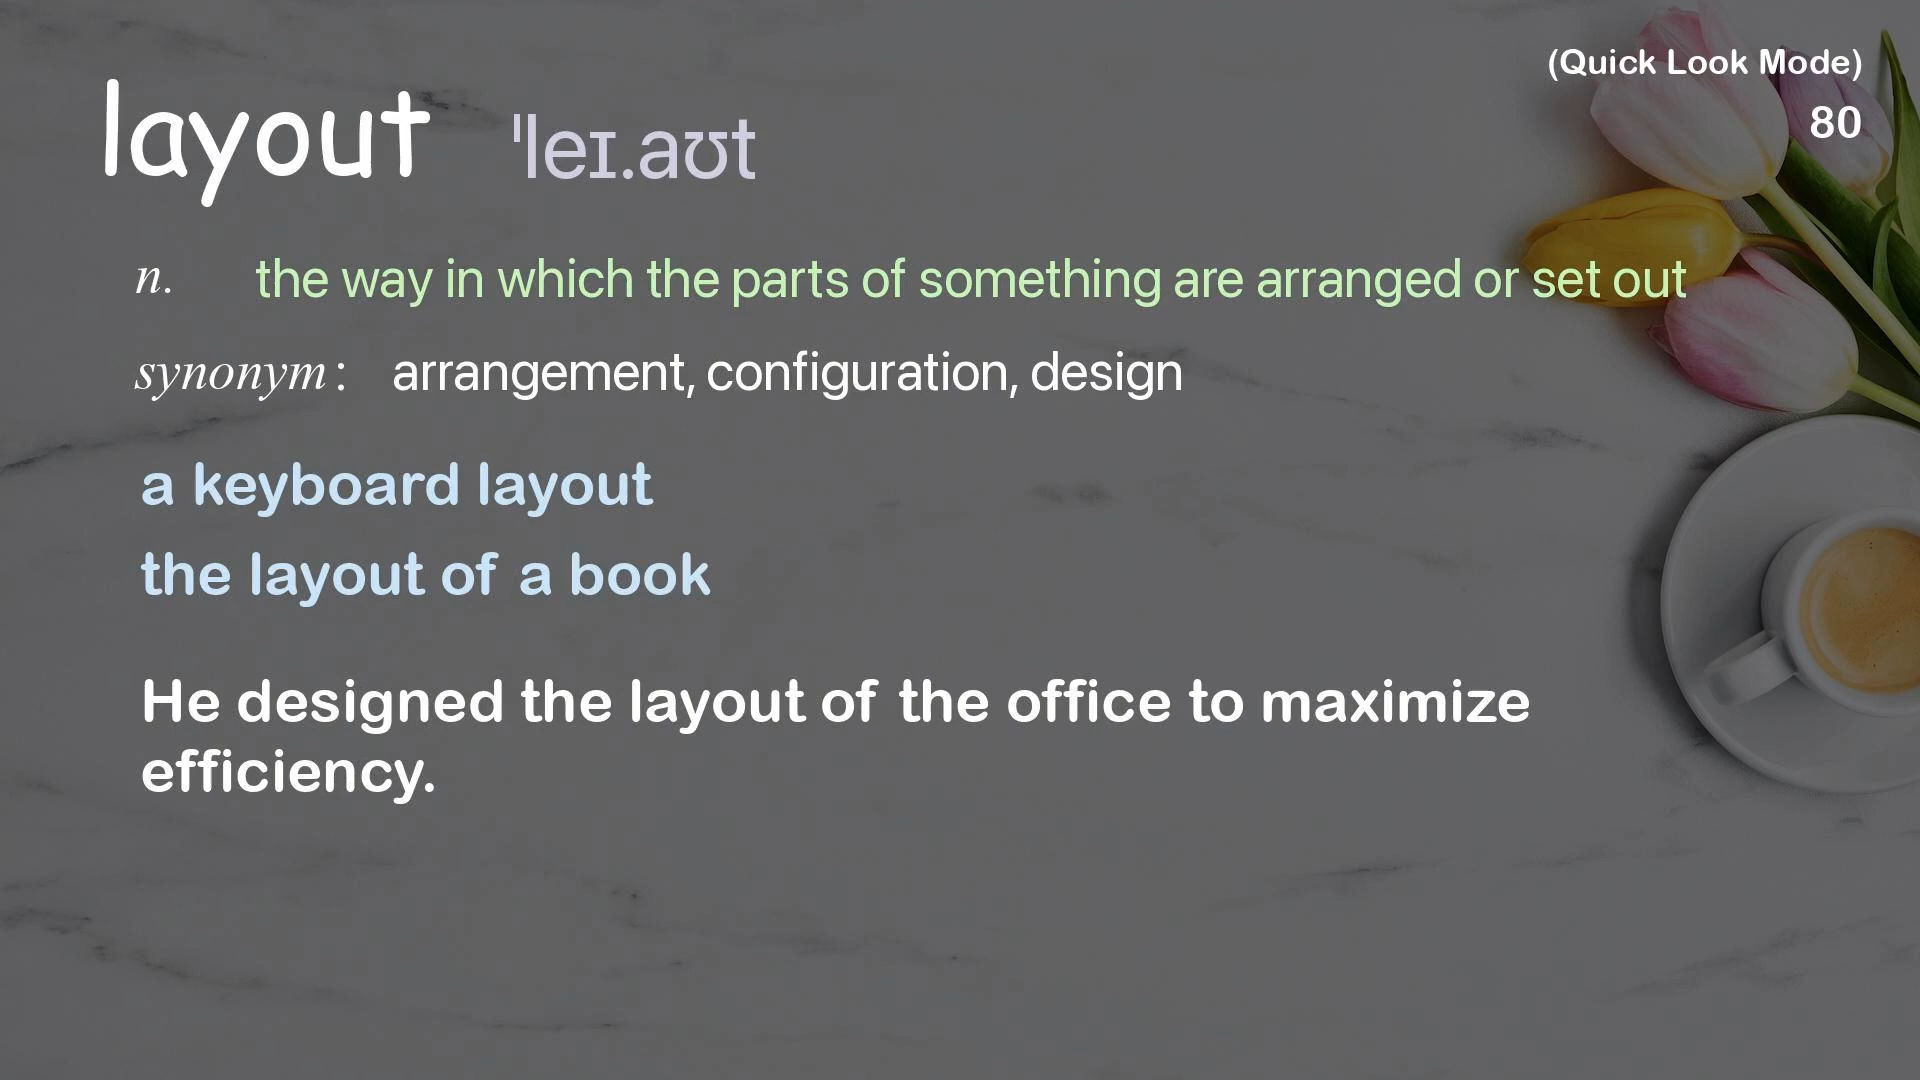 (Quick Look Mode)
80
layout ˈleɪ.aʊt
n. the way in which the parts of something are arranged or set out
synonym: arrangement, configuration, design
a keyboard layout
the layout of a book
He designed the layout of the office to maximize
efficiency.